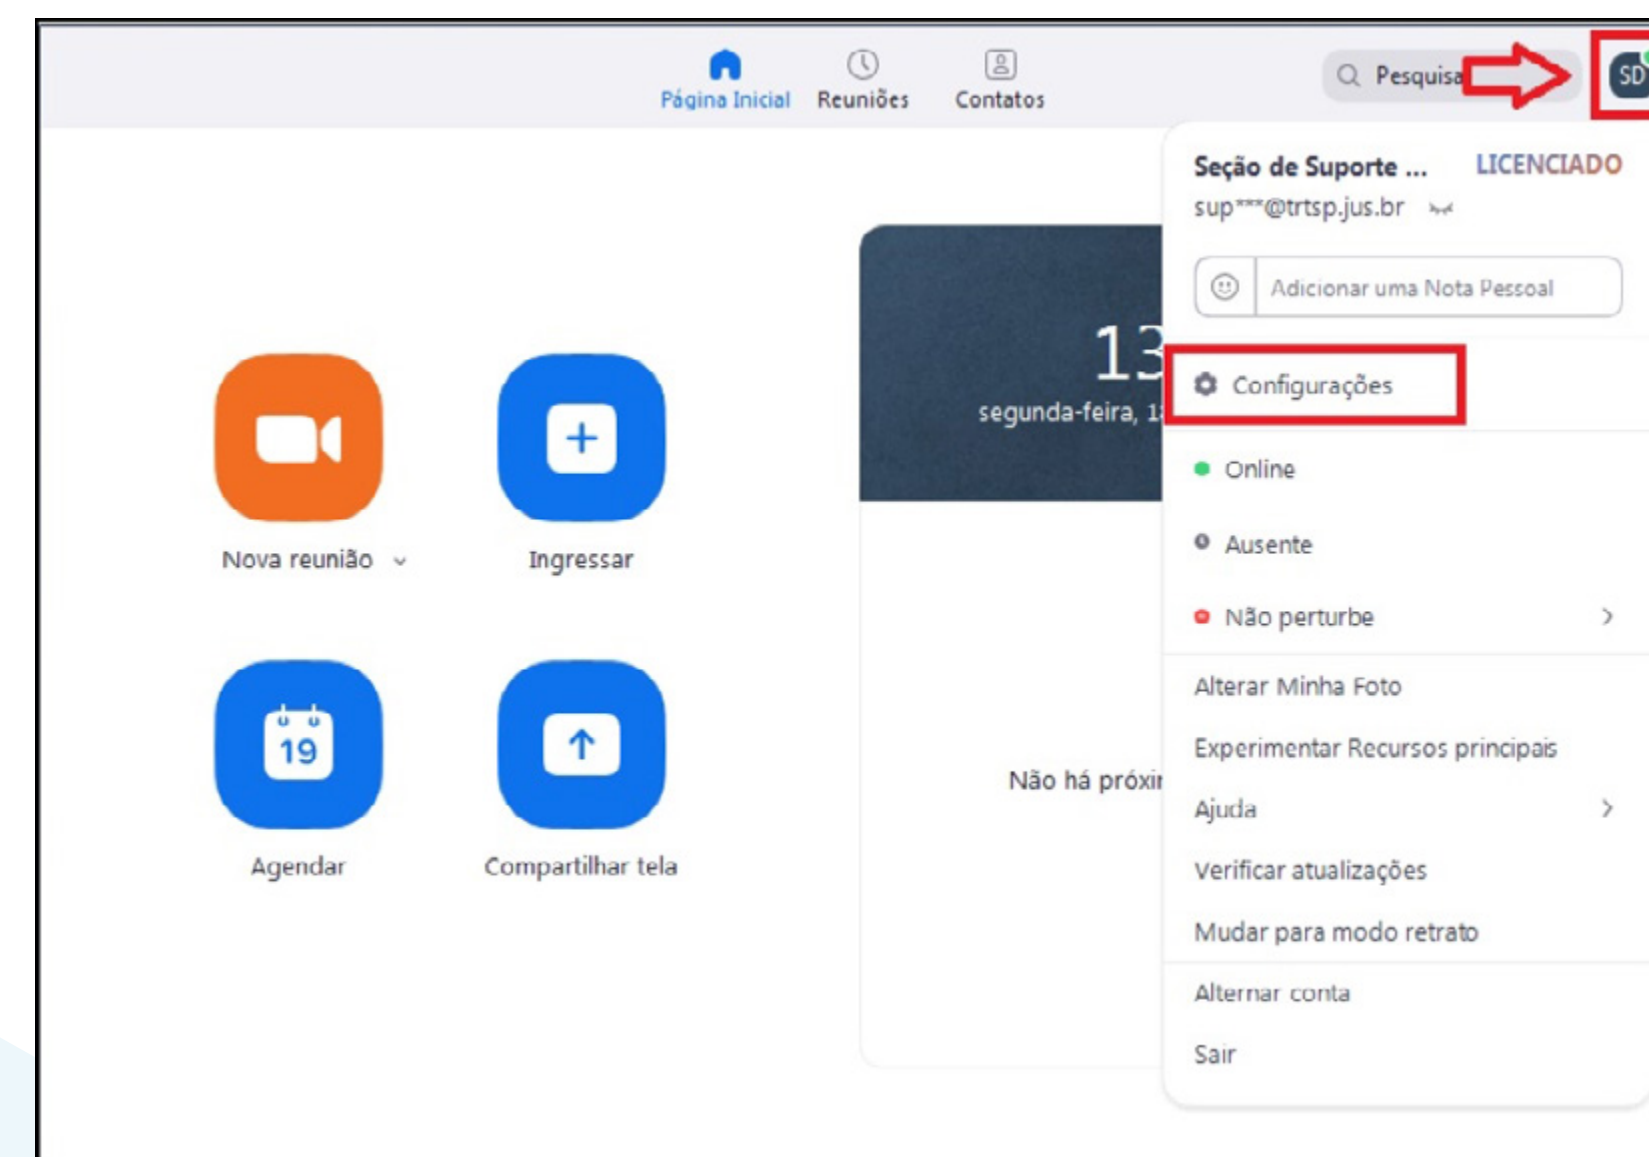 Página Inicial
Reuniões
Contatos
Pesquisa
SD
Seção de Suporte ...
LICENCIADO
sup***@trtsp.jus.br
Adicionar uma Nota Pessoal
13
segunda-feira, 1
Configurações
Online
Ausente
Não perturbe
Nova reunião
Ingressar
19
Agendar
Compartilhar tela
Não há próxi
Alterar Minha Foto
Experimentar Recursos principais
Ajuda
Verificar atualizações
Mudar para modo retrato
Alternar conta
Sair